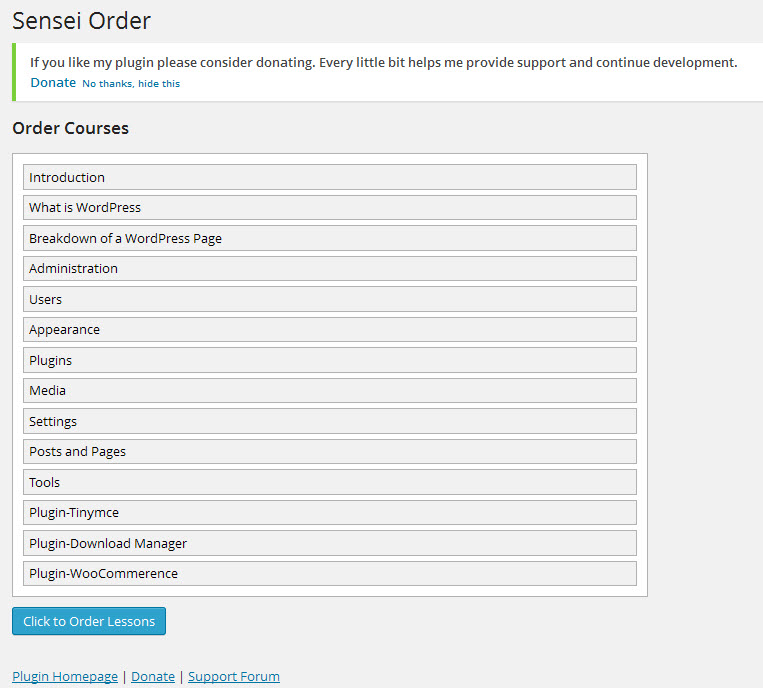 Sensei Order
If you like my plugin please consider donating. Every little bit helps me provide support and continue development.
Donate No thanks, hide this
Order Courses
Introduction
What is WordPress
Breakdown of a WordPress Page
Administration
Users
Appearance
Plugins
Media
Settings
Posts and Pages
Tools
Plugin-Tinymce
Plugin-Download Manager
Plugin-WooCommerence
Click to Order Lessons
Plugin Homepage | Donate | Support Forum